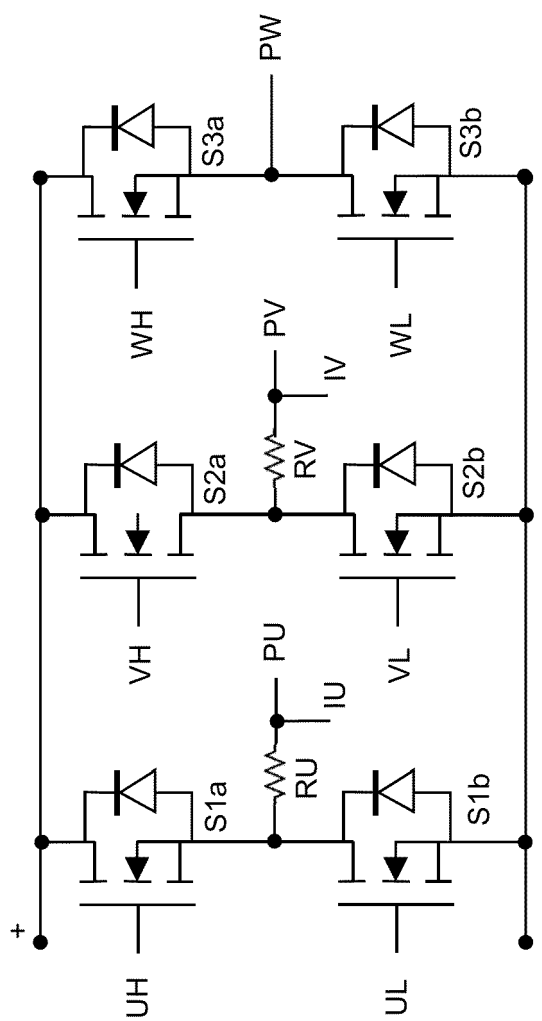 +
UH
VH
WH
S1a
S2a
S3a
PU
PV
PW
RU
RV
IU
IV
UL
VL
WL
S1b
S2b
S3b